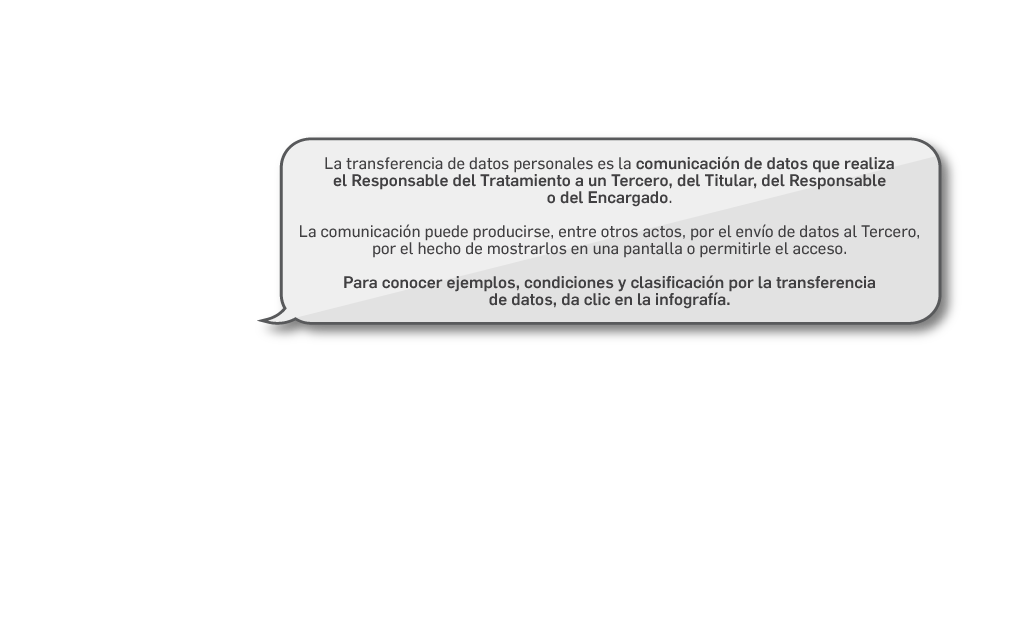 La transferencia de datos personales es la comunicación de datos que realiza
el Responsable del Tratamiento a un Tercero, del Titular, del Responsable
o del Encargado.
La comunicación puede producirse, entre otros actos, por el envío de datos al Tercero,
por el hecho de mostrarlos en una pantalla o permitirle el acceso.
Para conocer ejemplos, condiciones y clasificación por la transferencia
de datos, da clic en la infografía.